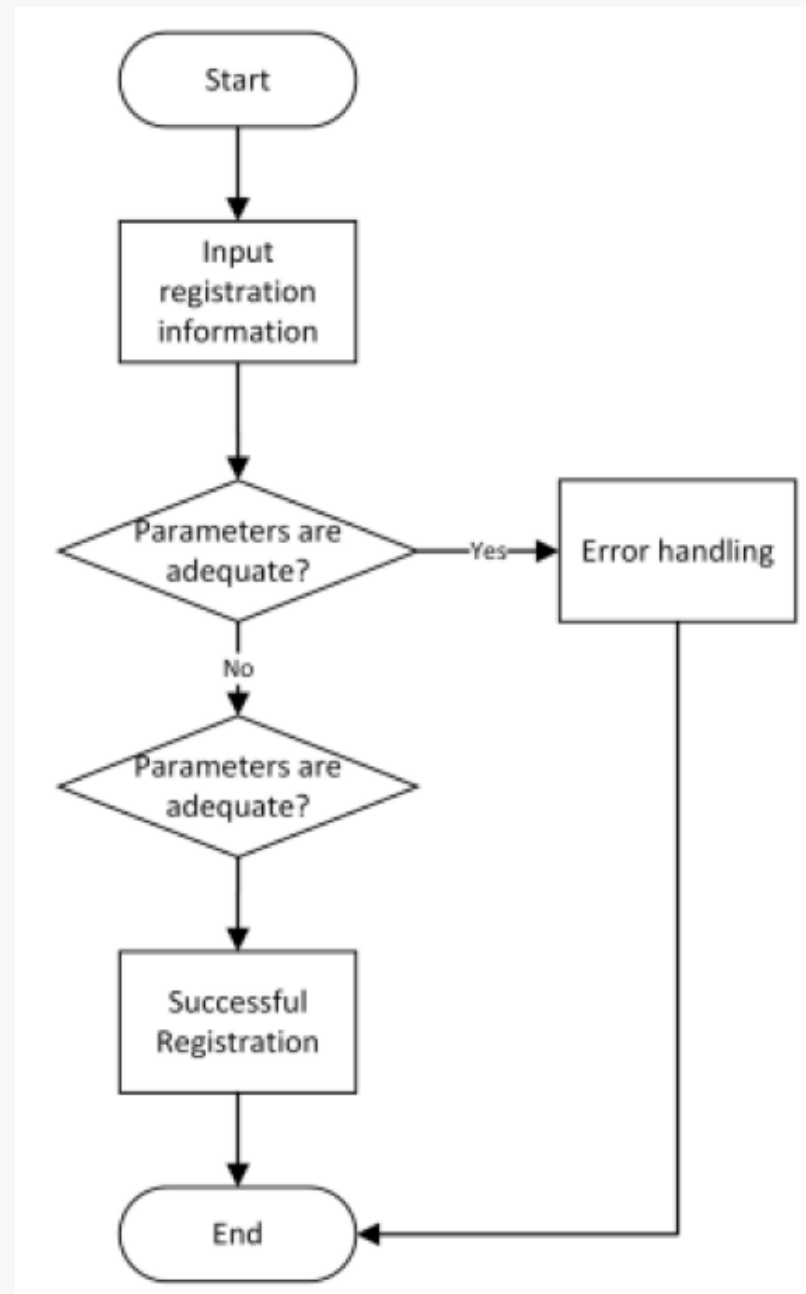 Start
Input
registration
information
Parameters are
adequate?
Yes
Error handling
No
Parameters are
adequate?
Successful
Registration
End